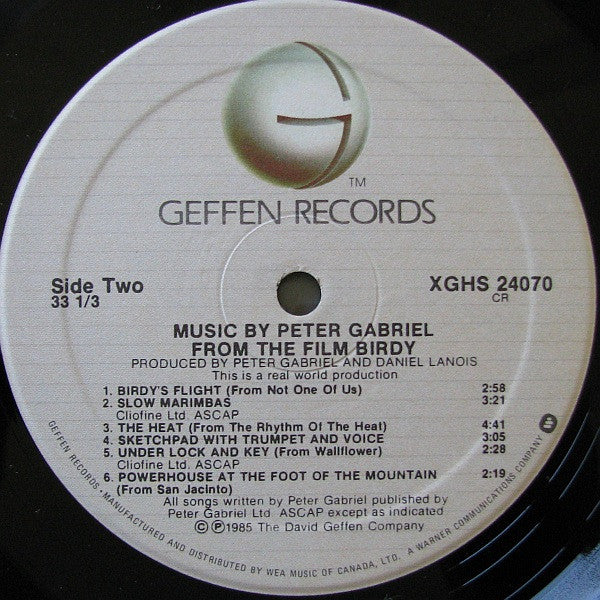 G
TM
GEFFEN RECORDS
Side Two
33 1/3
XGHS 24070
CR
MUSIC BY PETER GABRIEL
FROM THE FILM BIRDY
PRODUCED BY PETER GABRIEL AND DANIEL LANOIS
This is a real world production
1. BIRDY'S FLIGHT (From Not One Of Us) 2:58
2. SLOW MARIMBAS 3:21
Cliofine Ltd. ASCAP
3. THE HEAT (From The Rhythm Of The Heat) 4:41
4. SKETCHPAD WITH TRUMPET AND VOICE 3:05
5. UNDER LOCK AND KEY (From Wallflower) 2:28
Cliofine Ltd. ASCAP
6. POWERHOUSE AT THE FOOT OF THE MOUNTAIN 2:19
(From San Jacinto)
All songs written by Peter Gabriel published by
Peter Gabriel Ltd. ASCAP except as indicated
©℗1985 The David Geffen Company
GEFFEN RECORDS · MANUFACTURED AND DISTRIBUTED BY WEA MUSIC OF CANADA, LTD. A WARNER COMMUNICATIONS COMPANY